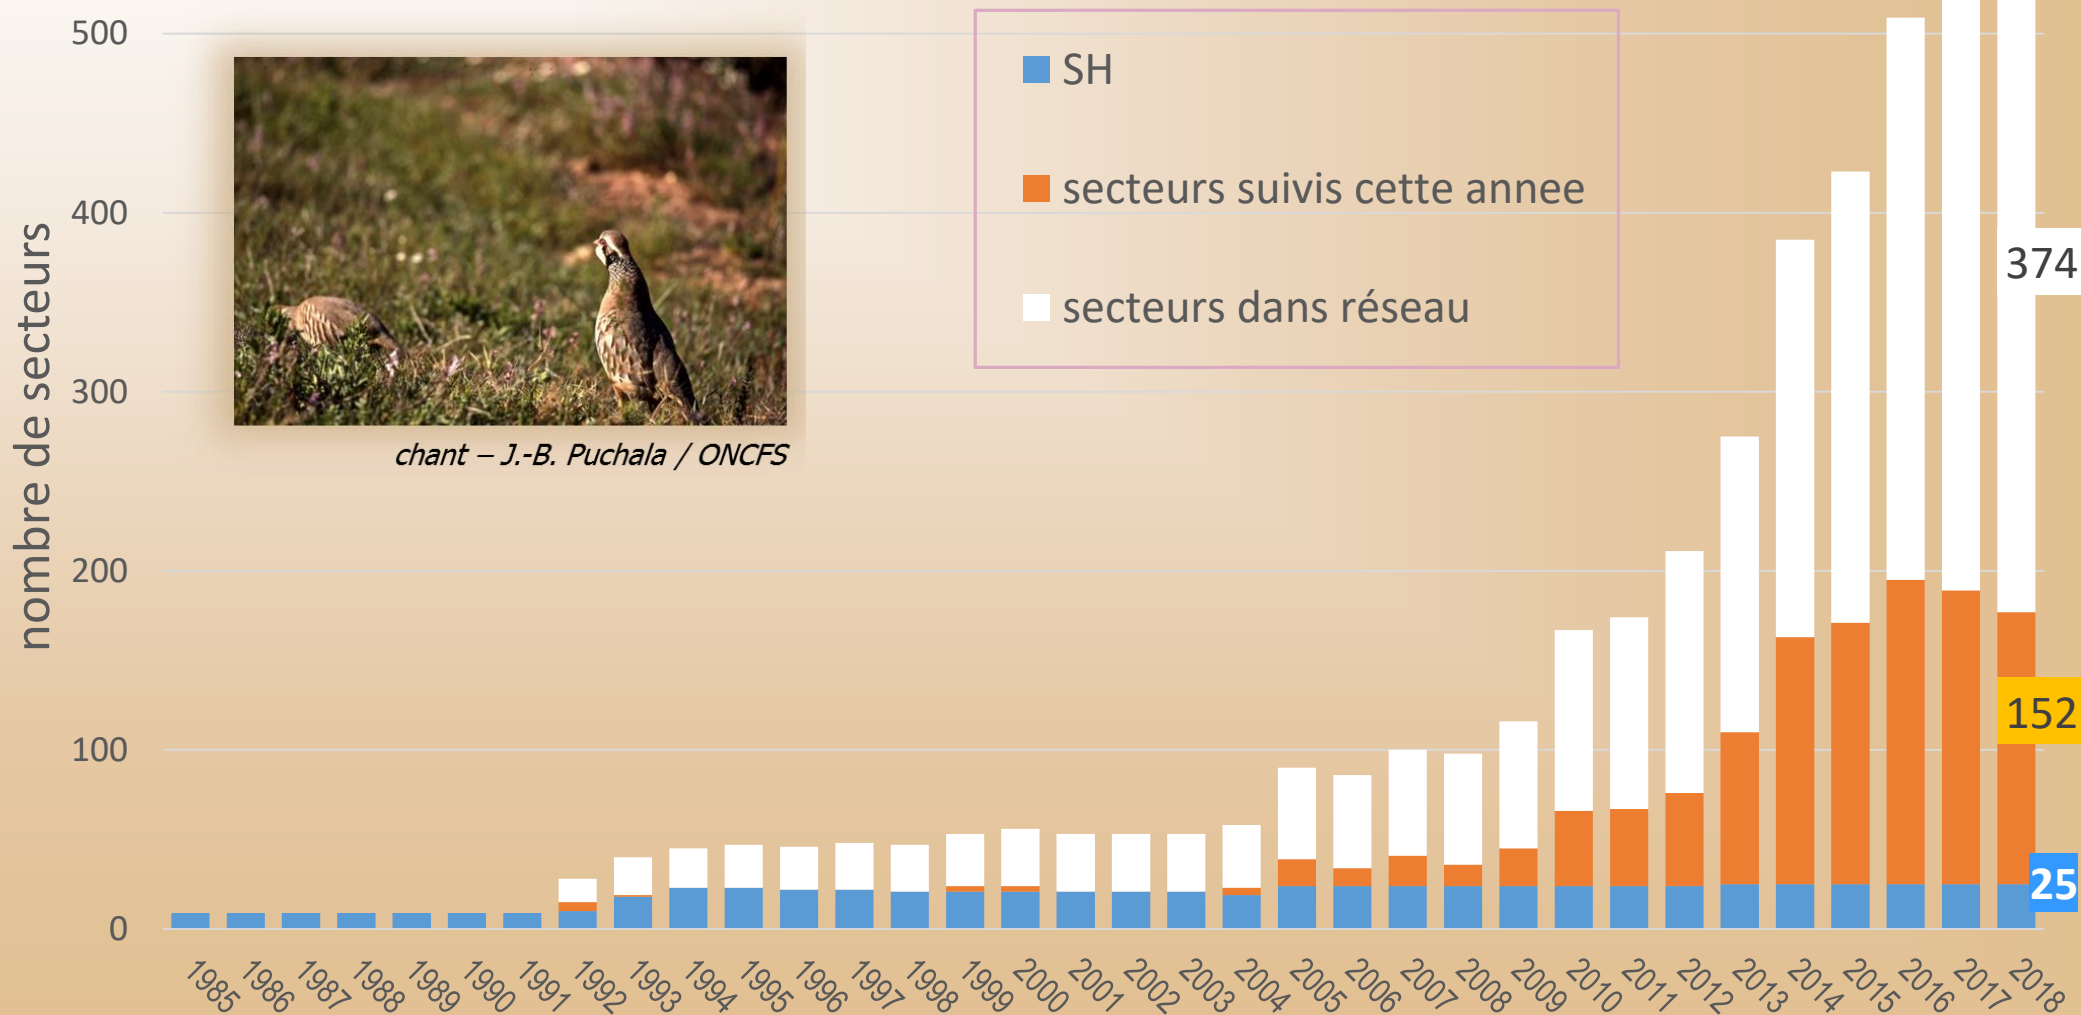 nombre de secteurs
500
400
300
200
100
0
chant – J.-B. Puchala / ONCFS
SH
secteurs suivis cette annee
secteurs dans réseau
374
152
25
1985 1986 1987 1988 1989 1990 1991 1992 1993 1994 1995 1996 1997 1998 1999 2000 2001 2002 2003 2004 2005 2006 2007 2008 2009 2010 2011 2012 2013 2014 2015 2016 2017 2018